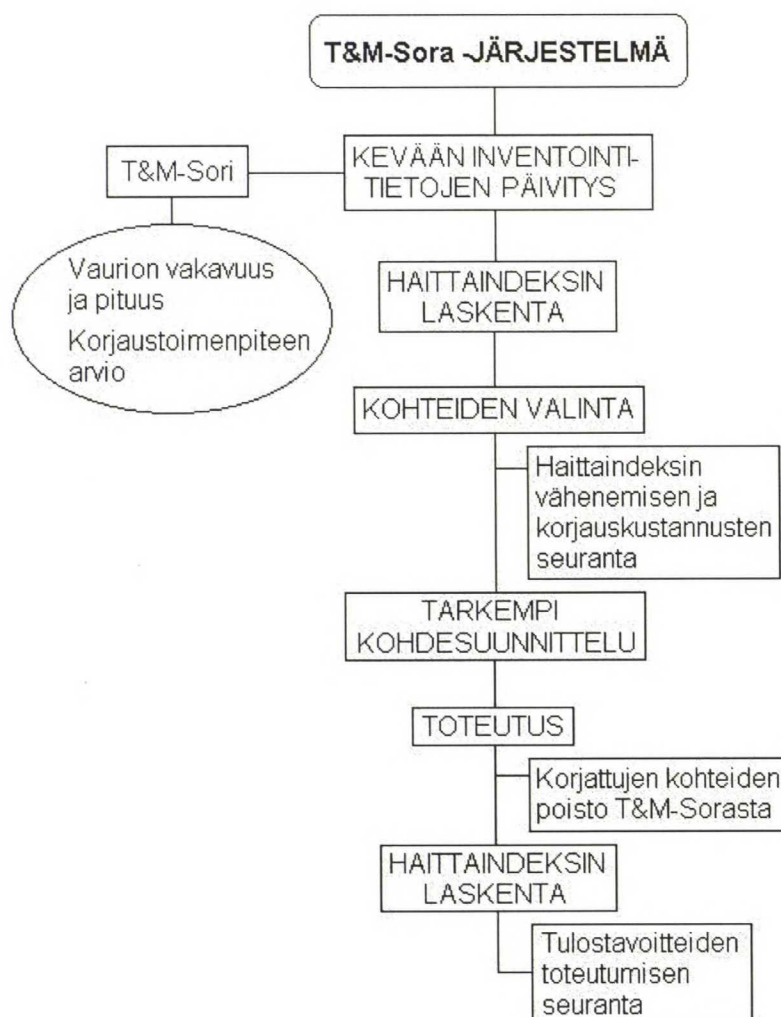 T&M-Sora -JÄRJESTELMÄ
T&M-Sori
KEVÄÄN INVENTOINTI-
TIETOJEN PÄIVITYS
Vaurion vakavuus
ja pituus
Korjaustoimenpiteen
arvio
HAITTAINDEKSIN
LASKENTA
KOHTEIDEN VALINTA
Haittaindeksin
vähenemisen ja
korjauskustannusten
seuranta
TARKEMPI
KOHDESUUNNITTELU
TOTEUTUS
Korjattujen kohteiden
poisto T&M-Sorasta
HAITTAINDEKSIN
LASKENTA
Tulostavoitteiden
toteutumisen
seuranta